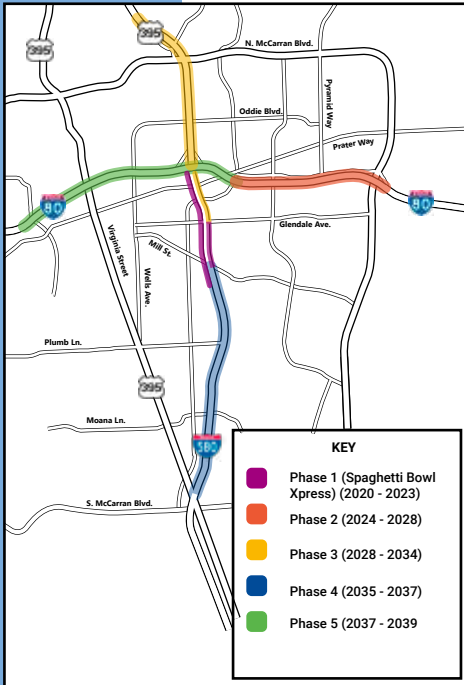 395
395
N. McCarran Blvd.
Pyramid Way
Oddie Blvd.
Prater Way
80
80
Glendale Ave.
Virginia Street
Mill St.
Wells Ave.
Plumb Ln.
395
Moana Ln.
580
S. McCarran Blvd.
KEY
Phase 1 (Spaghetti Bowl
Xpress) (2020 - 2023)
Phase 2 (2024 - 2028)
Phase 3 (2028 - 2034)
Phase 4 (2035 - 2037)
Phase 5 (2037 - 2039